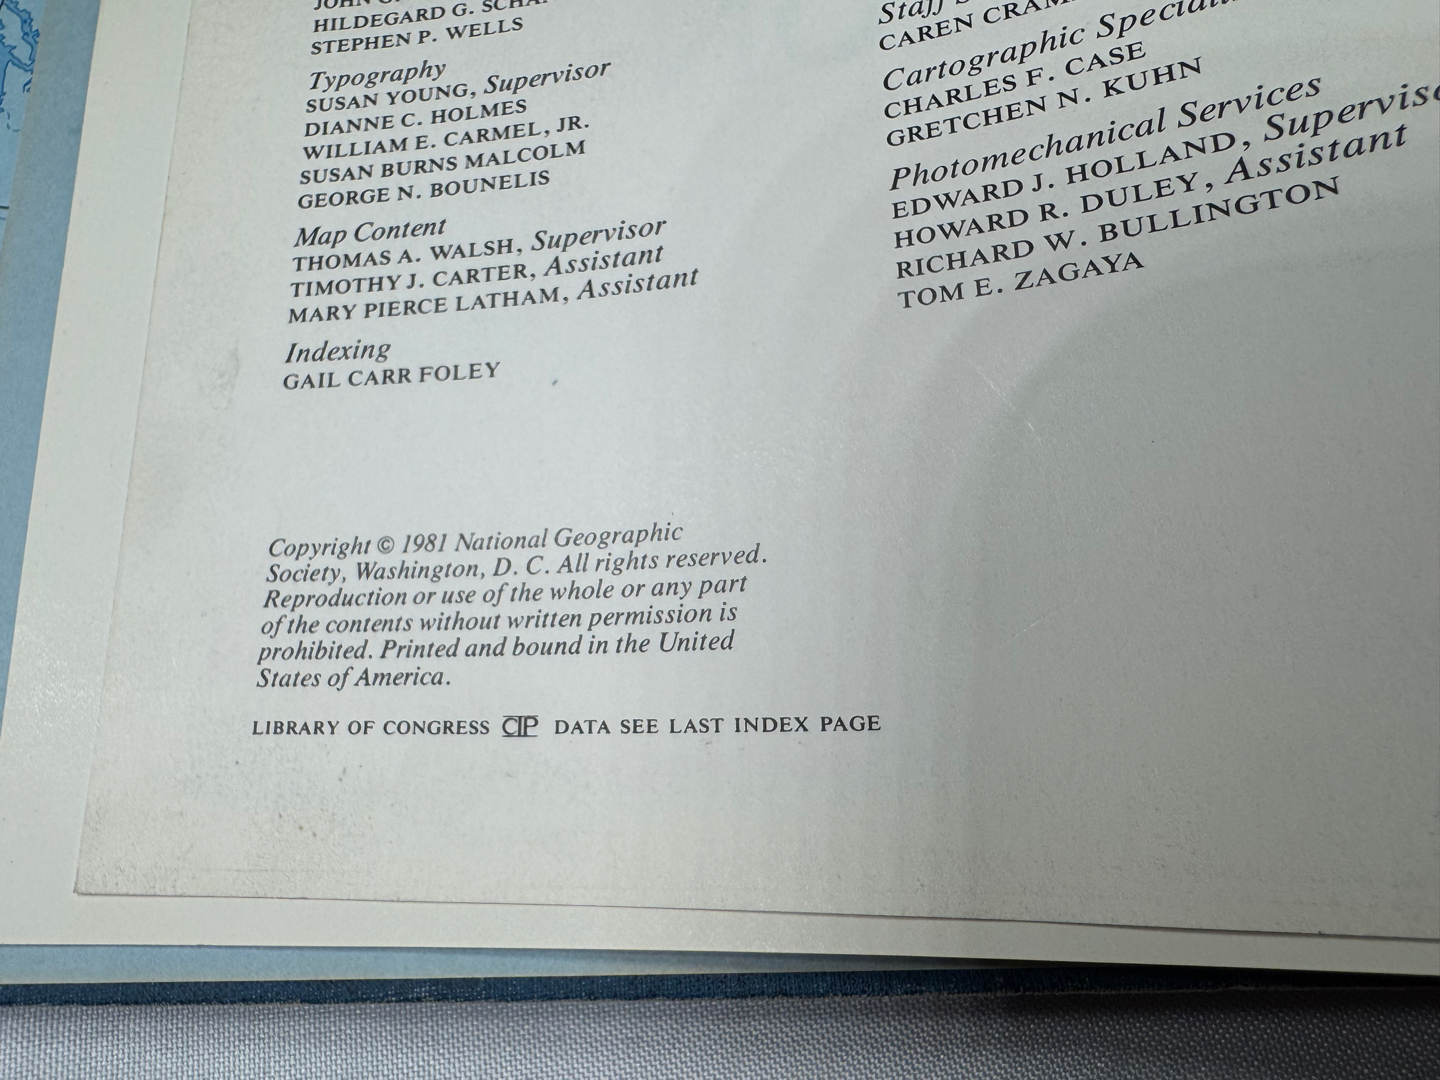 HILDEGARD G.
STEPHEN P. WELLS
Typography
SUSAN YOUNG, Supervisor
DIANNE C. HOLMES
WILLIAM E. CARMEL, JR.
SUSAN BURNS MALCOLM
GEORGE N. BOUNELIS
Map Content
THOMAS A. WALSH, Supervisor
TIMOTHY J. CARTER, Assistant
MARY PIERCE LATHAM, Assistant
Indexing
GAIL CARR FOLEY
Copyright © 1981 National Geographic
Society, Washington, D. C. All rights reserved.
Reproduction or use of the whole or any part
of the contents without written permission is
prohibited. Printed and bound in the United
States of America.
LIBRARY OF CONGRESS CIP DATA SEE LAST INDEX PAGE
Staff
CAREN
Cartographic
CHARLES F. CASE
GRETCHEN N. KUHN
Photomechanical Services
EDWARD J. HOLLAND,
HOWARD R. DULEY, Assistant
RICHARD W. BULLINGTON
TOM E. ZAGAYA